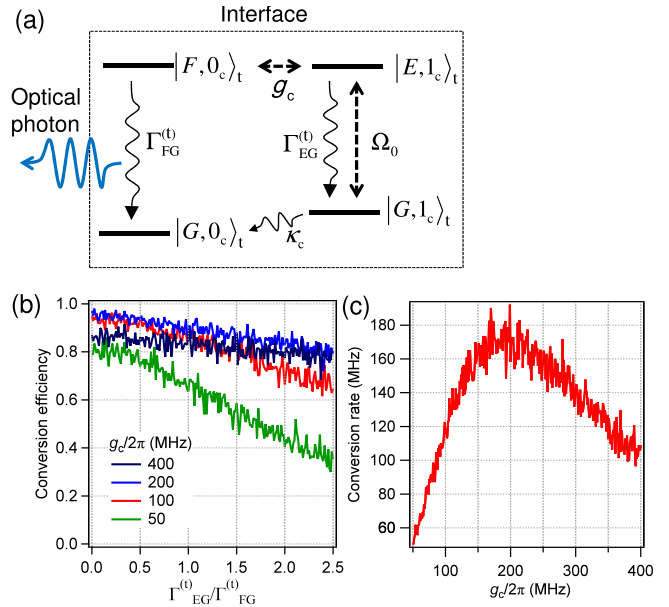 (a)
Interface
|F,0c⟩t
gc
|E,1c⟩t
Optical
photon
Γ(t)FG
Γ(t)EG
Ω0
|G,1c⟩t
|G,0c⟩t
κc
(b)
Conversion efficiency
1.0
0.8
0.6
0.4
0.2
0.0
gc/2π (MHz)
400
200
100
50
0.0 0.5 1.0 1.5 2.0 2.5
Γ(t)EG/Γ(t)FG
(c)
Conversion rate (MHz)
180
160
140
120
100
80
60
100 200 300 400
gc/2π (MHz)